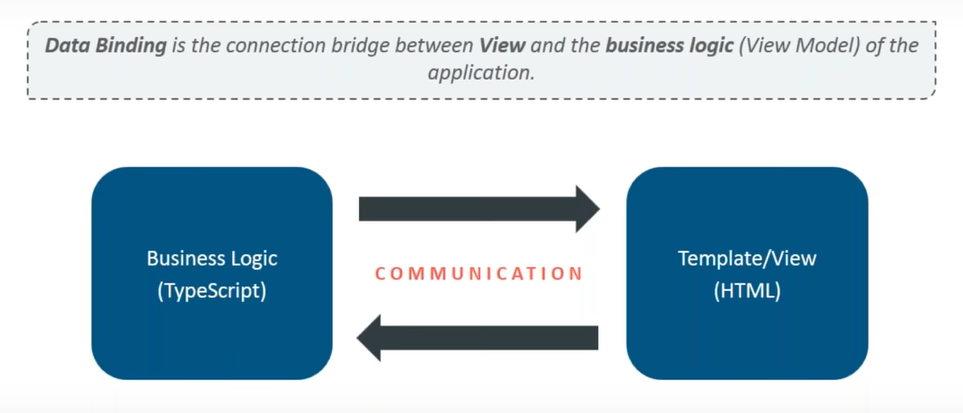 Data Binding is the connection bridge between View and the business logic (View Model) of the
application.
Business Logic
(TypeScript)
COMMUNICATION
Template/View
(HTML)